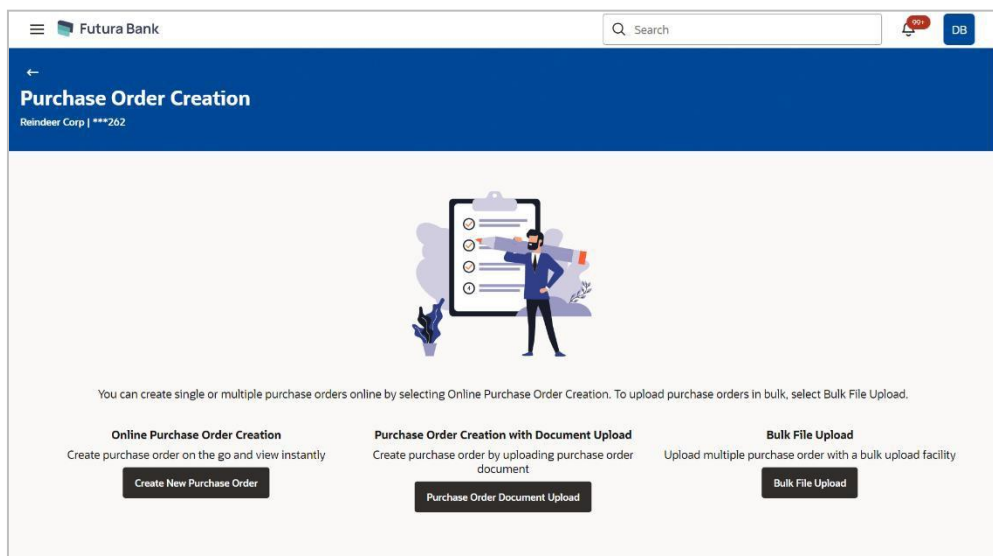 Futura Bank
Search
99+
DB
Purchase Order Creation
Reindeer Corp | ***262
You can create single or multiple purchase orders online by selecting Online Purchase Order Creation. To upload purchase orders in bulk, select Bulk File Upload.
Online Purchase Order Creation
Create purchase order on the go and view instantly
Create New Purchase Order
Purchase Order Creation with Document Upload
Create purchase order by uploading purchase order
document
Purchase Order Document Upload
Bulk File Upload
Upload multiple purchase order with a bulk upload facility
Bulk File Upload